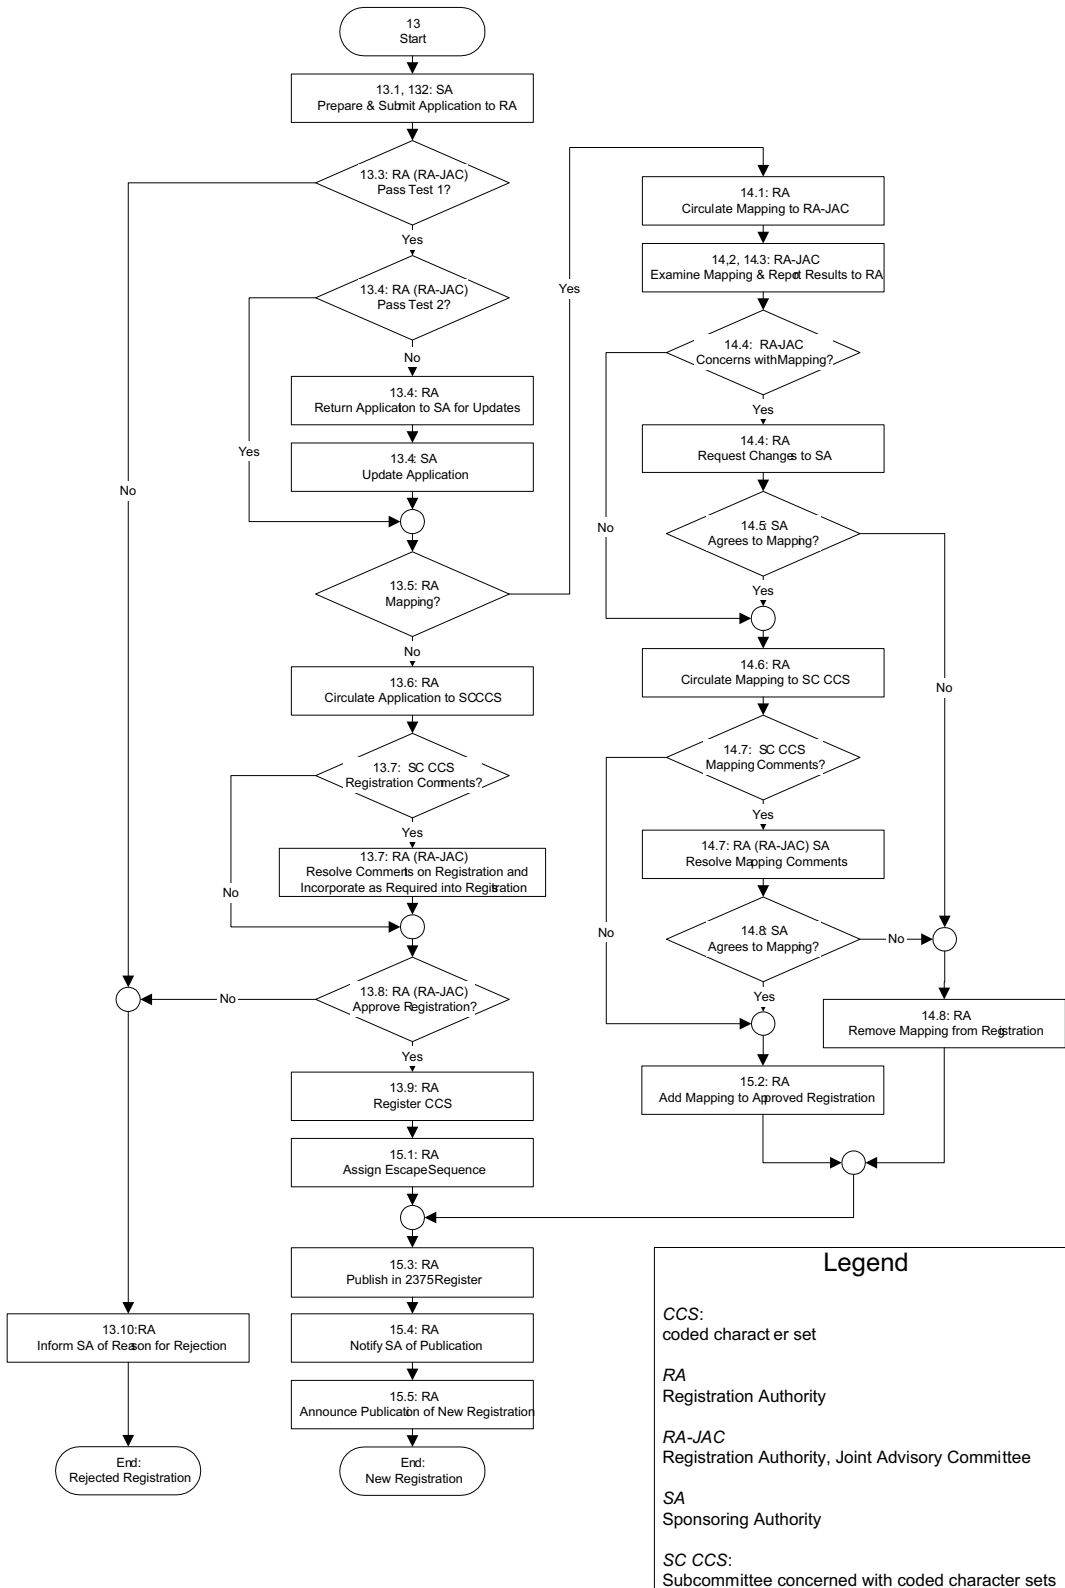 13
Start
13.1, 132: SA
Prepare & Submit Application to RA
13.3: RA (RA-JAC)
Pass Test 1?
Yes
No
13.4: RA (RA-JAC)
Pass Test 2?
No
Yes
13.4: RA
Return Application to SA for Updates
13.4: SA
Update Application
13.5: RA
Mapping?
Yes
No
13.6: RA
Circulate Application to SCCCS
13.7: SC CCS
Registration Comments?
Yes
No
13.7: RA (RA-JAC)
Resolve Comments on Registration and
Incorporate as Required into Registration
13.8: RA (RA-JAC)
Approve Registration?
No
Yes
13.9: RA
Register CCS
15.1: RA
Assign EscapeSequence
15.3: RA
Publish in 2375Register
15.4: RA
Notify SA of Publication
15.5: RA
Announce Publication of New Registration
End:
New Registration
13.10:RA
Inform SA of Reason for Rejection
End:
Rejected Registration
14.1: RA
Circulate Mapping to RA-JAC
14,2, 14.3: RA-JAC
Examine Mapping & Report Results to RA
14.4: RA-JAC
Concerns withMapping?
Yes
No
14.4: RA
Request Changes to SA
14.5: SA
Agrees to Mapping?
Yes
No
14.6: RA
Circulate Mapping to SC CCS
14.7: SC CCS
Mapping Comments?
Yes
No
14.7: RA (RA-JAC) SA
Resolve Mapping Comments
14.8: SA
Agrees to Mapping?
No
Yes
14.8: RA
Remove Mapping from Registration
15.2: RA
Add Mapping to Approved Registration
Legend
CCS:
coded charact er set
RA
Registration Authority
RA-JAC
Registration Authority, Joint Advisory Committee
SA
Sponsoring Authority
SC CCS:
Subcommittee concerned with coded character sets